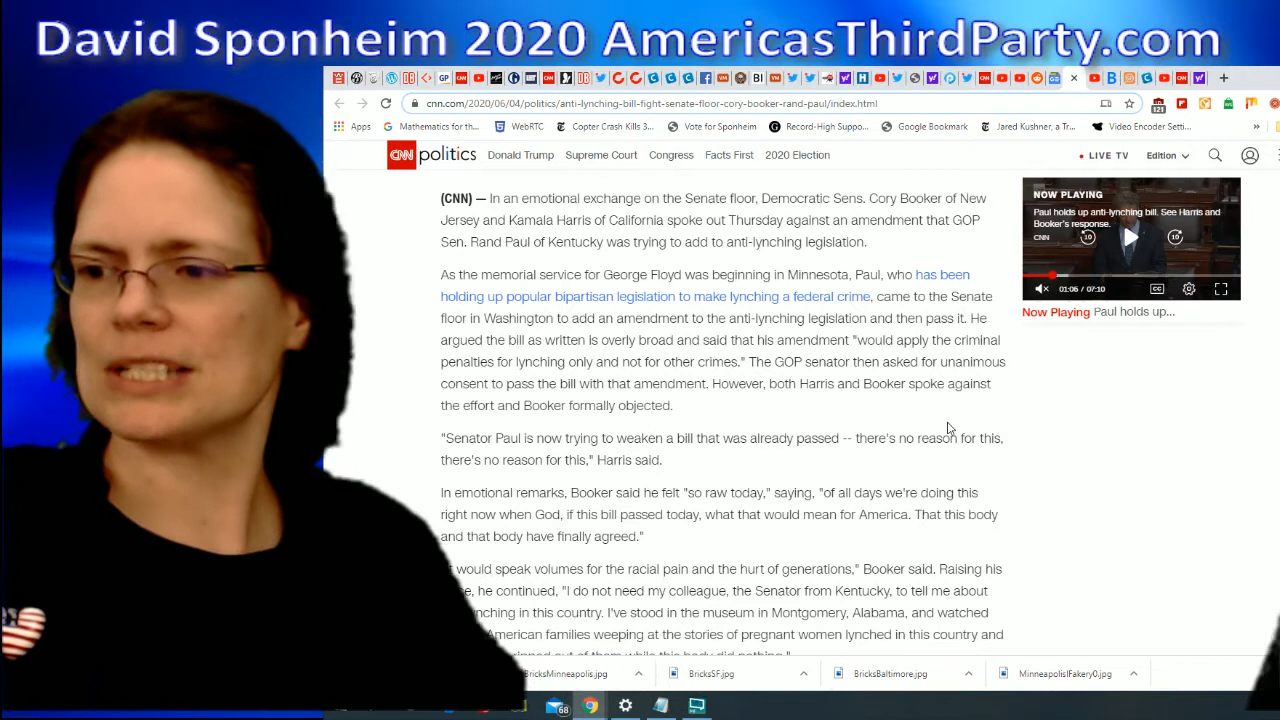 David Sponheim 2020 AmericasThirdParty.com
cnn.com/2020/06/04/politics/anti-lynching-bill-fight-senate-floor-cory-booker-rand-paul/index.html
121
Apps Mathematics for th... WebRTC Copter Crash Kills 3... Vote for Sponheim Record-High Suppo... Google Bookmark Jared Kushner, a Tr... Video Encoder Setti... »
CNN politics Donald Trump Supreme Court Congress Facts First 2020 Election • LIVE TV Edition
(CNN) — In an emotional exchange on the Senate floor, Democratic Sens. Cory Booker of New
Jersey and Kamala Harris of California spoke out Thursday against an amendment that GOP
Sen. Rand Paul of Kentucky was trying to add to anti-lynching legislation.
As the memorial service for George Floyd was beginning in Minnesota, Paul, who has been
holding up popular bipartisan legislation to make lynching a federal crime, came to the Senate
floor in Washington to add an amendment to the anti-lynching legislation and then pass it. He
argued the bill as written is overly broad and said that his amendment "would apply the criminal
penalties for lynching only and not for other crimes." The GOP senator then asked for unanimous
consent to pass the bill with that amendment. However, both Harris and Booker spoke against
the effort and Booker formally objected.
"Senator Paul is now trying to weaken a bill that was already passed -- there's no reason for this,
there's no reason for this," Harris said.
In emotional remarks, Booker said he felt "so raw today," saying, "of all days we're doing this
right now when God, if this bill passed today, what that would mean for America. That this body
and that body have finally agreed."
would speak volumes for the racial pain and the hurt of generations," Booker said. Raising his
he continued, "I do not need my colleague, the Senator from Kentucky, to tell me about
in this country. I've stood in the museum in Montgomery, Alabama, and watched
American families weeping at the stories of pregnant women lynched in this country and
out of them while this body did nothing."
NOW PLAYING
Paul holds up anti-lynching bill. See Harris and
Booker's response.
CNN 10 10
01:06 / 07:10 CC
Now Playing Paul holds up...
BricksMinneapolis.jpg BricksSF.jpg BricksBaltimore.jpg MinneapolisIFakery0.jpg
68